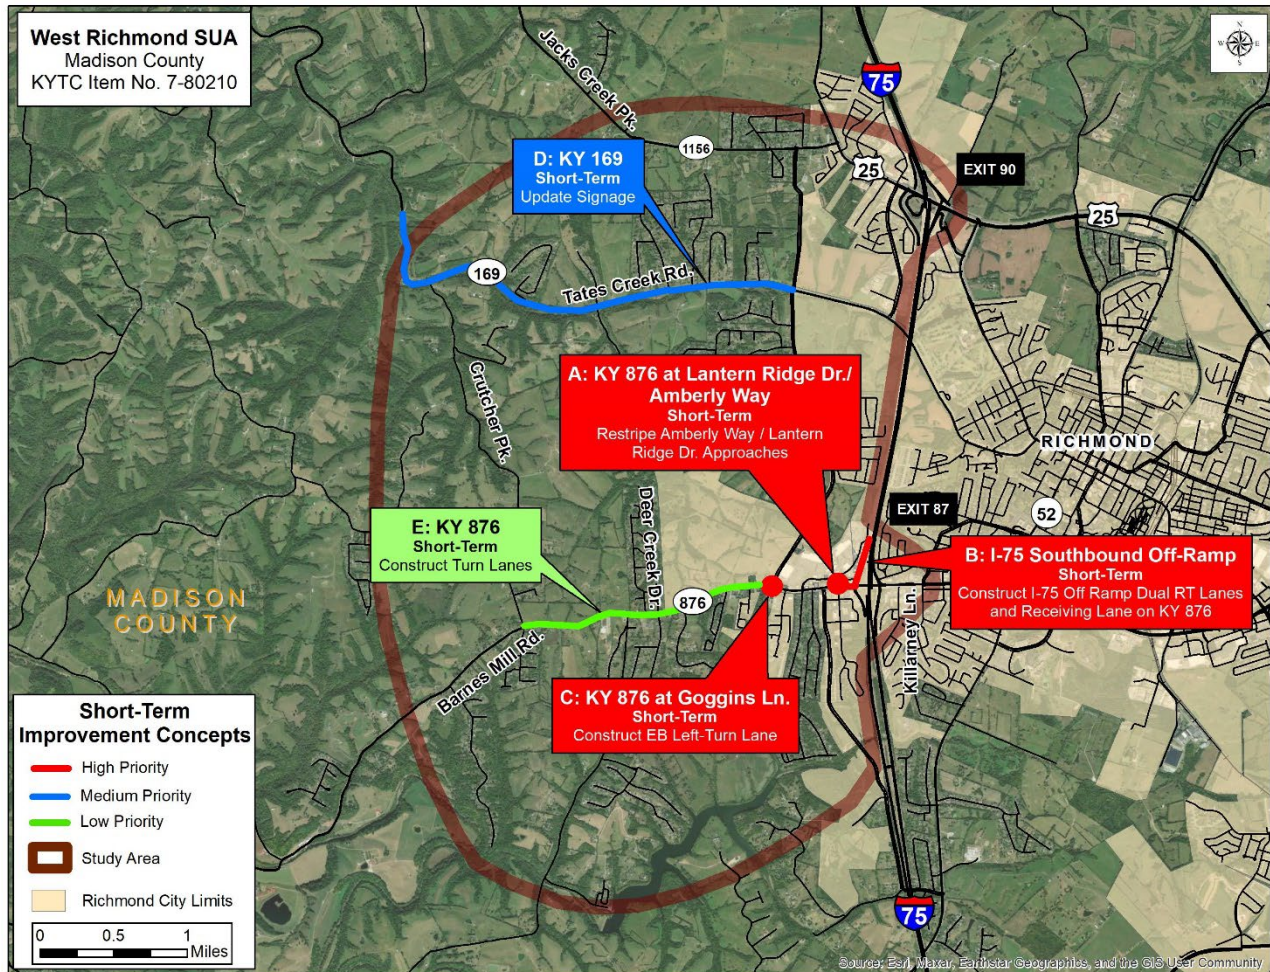 West Richmond SUA
Madison County
KYTC Item No. 7-80210
N
W
E
S
Jacks Creek Pk.
75
1156
25
EXIT 90
25
D: KY 169
Short-Term
Update Signage
169
Tates Creek Rd.
Crutcher Pk.
A: KY 876 at Lantern Ridge Dr./
Amberly Way
Short-Term
Restripe Amberly Way / Lantern
Ridge Dr. Approaches
RICHMOND
EXIT 87
52
Deer Creek Dr.
E: KY 876
Short-Term
Construct Turn Lanes
B: I-75 Southbound Off-Ramp
Short-Term
Construct I-75 Off Ramp Dual RT Lanes
and Receiving Lane on KY 876
876
MADISON
COUNTY
Barnes Mill Rd.
Killarney Ln.
C: KY 876 at Goggins Ln.
Short-Term
Construct EB Left-Turn Lane
Short-Term
Improvement Concepts
High Priority
Medium Priority
Low Priority
Study Area
Richmond City Limits
0 0.5 1
Miles
75
Source: Esri, Maxar, Earthstar Geographics, and the GIS User Community